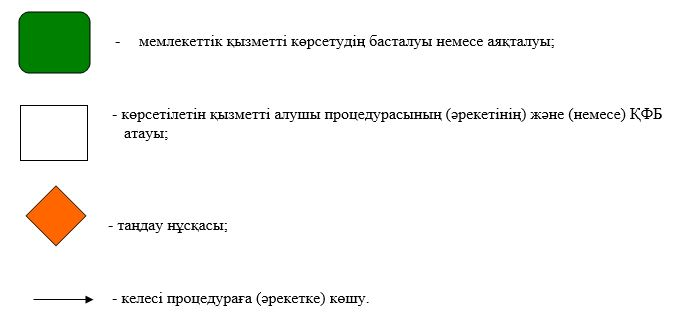 - мемлекеттік қызметті көрсетудің басталуы немесе аяқталуы;
- көрсетілетін қызметті алушы процедурасының (әрекетінің) және (немесе) ҚФБ
атауы;
- таңдау нұсқасы;
- келесі процедураға (әрекетке) көшу.